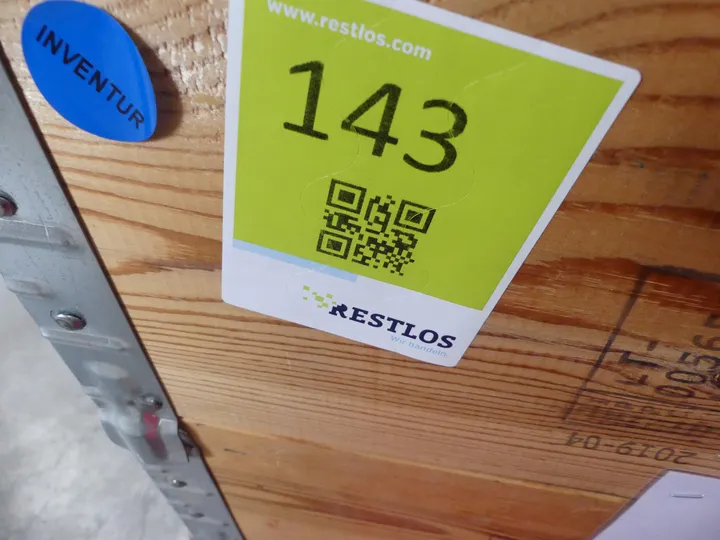 INVENTUR
www.restlos.com
143
RESTLOS
Wir handeln.
2019-04